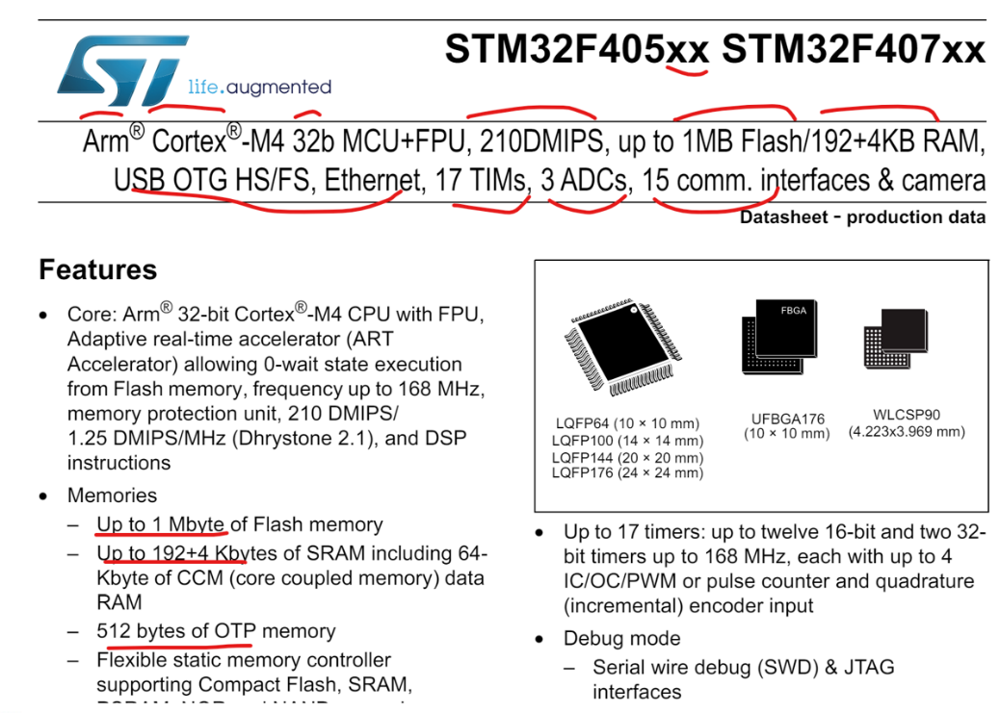 STM32F405xx STM32F407xx
ST
life.augmented
Arm® Cortex®-M4 32b MCU+FPU, 210DMIPS, up to 1MB Flash/192+4KB RAM,
USB OTG HS/FS, Ethernet, 17 TIMs, 3 ADCs, 15 comm. interfaces & camera
Datasheet - production data
Features
• Core: Arm® 32-bit Cortex®-M4 CPU with FPU,
Adaptive real-time accelerator (ART
Accelerator) allowing 0-wait state execution
from Flash memory, frequency up to 168 MHz,
memory protection unit, 210 DMIPS/
1.25 DMIPS/MHz (Dhrystone 2.1), and DSP
instructions
• Memories
– Up to 1 Mbyte of Flash memory
– Up to 192+4 Kbytes of SRAM including 64-
Kbyte of CCM (core coupled memory) data
RAM
– 512 bytes of OTP memory
– Flexible static memory controller
supporting Compact Flash, SRAM,
FBGA
LQFP64 (10 × 10 mm)
LQFP100 (14 × 14 mm)
LQFP144 (20 × 20 mm)
LQFP176 (24 × 24 mm)
UFBGA176
(10 × 10 mm)
WLCSP90
(4.223x3.969 mm)
• Up to 17 timers: up to twelve 16-bit and two 32-
bit timers up to 168 MHz, each with up to 4
IC/OC/PWM or pulse counter and quadrature
(incremental) encoder input
• Debug mode
– Serial wire debug (SWD) & JTAG
interfaces